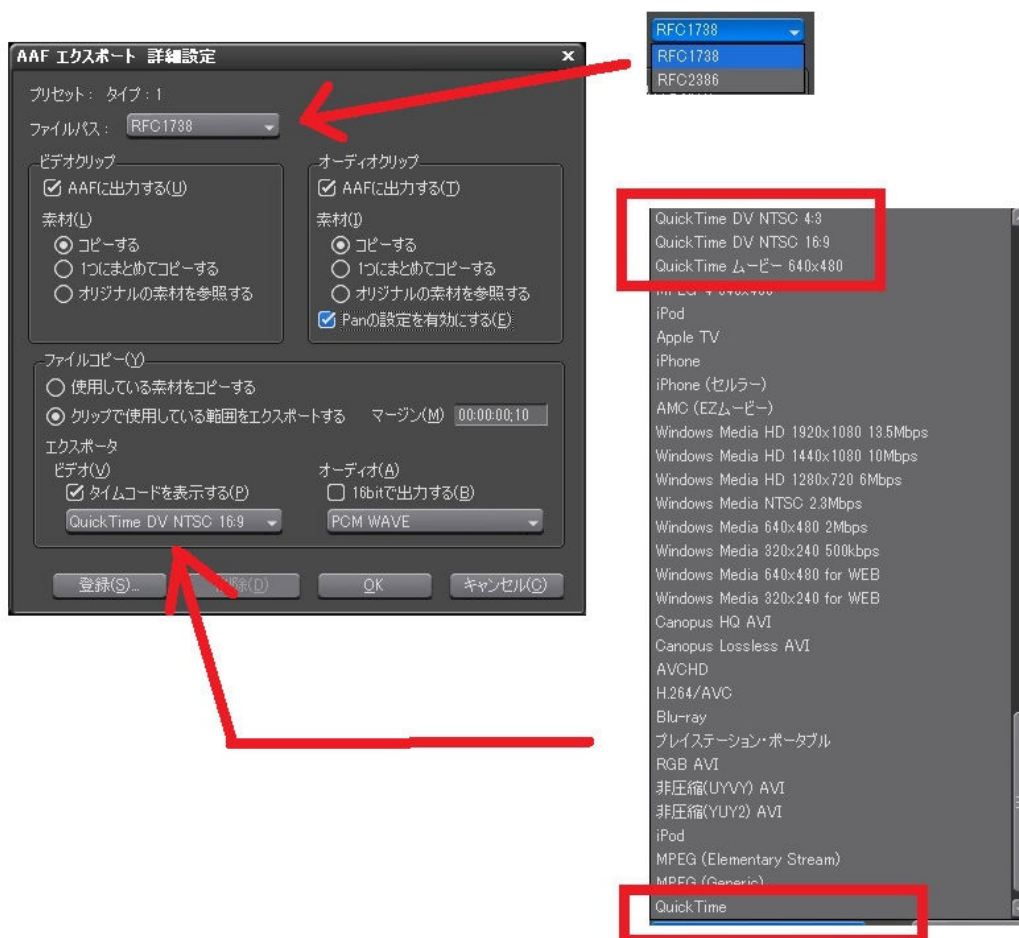 RFC1738
RFC1738
RFC2386
AAF エクスポート 詳細設定
プリセット： タイプ：1
ファイルパス： RFC1738
ビデオクリップ
AAFに出力する(U)
素材(L)
コピーする
1つにまとめてコピーする
オリジナルの素材を参照する
オーディオクリップ
AAFに出力する(T)
素材(I)
コピーする
1つにまとめてコピーする
オリジナルの素材を参照する
Panの設定を有効にする(E)
ファイルコピー(Y)
使用している素材をコピーする
クリップで使用している範囲をエクスポートする マージン(M) 00:00:00;10
エクスポータ
ビデオ(V)
タイムコードを表示する(P)
QuickTime DV NTSC 16:9
オーディオ(A)
16bitで出力する(B)
PCM WAVE
登録(S)... 削除(D) OK キャンセル(C)
QuickTime DV NTSC 4:3
QuickTime DV NTSC 16:9
QuickTime ムービー 640x480
MPEG-4 640x480
iPod
Apple TV
iPhone
iPhone (セルラー)
AMC (EZムービー)
Windows Media HD 1920x1080 13.5Mbps
Windows Media HD 1440x1080 10Mbps
Windows Media HD 1280x720 6Mbps
Windows Media NTSC 2.3Mbps
Windows Media 640x480 2Mbps
Windows Media 320x240 500kbps
Windows Media 640x480 for WEB
Windows Media 320x240 for WEB
Canopus HQ AVI
Canopus Lossless AVI
AVCHD
H.264/AVC
Blu-ray
プレイステーション・ポータブル
RGB AVI
非圧縮(UYVY) AVI
非圧縮(YUY2) AVI
iPod
MPEG (Elementary Stream)
MPEG (Generic)
QuickTime